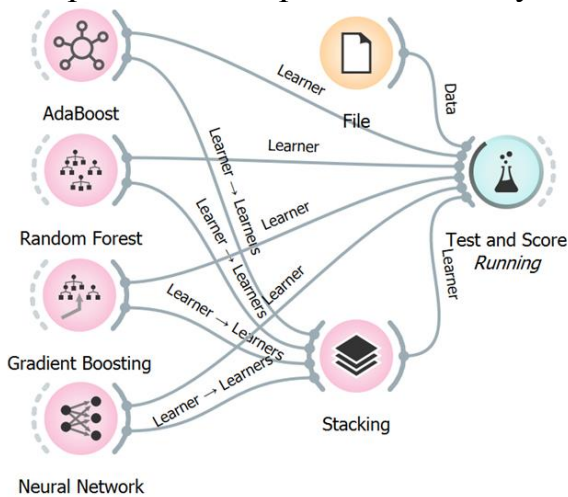 AdaBoost
Learner
File
Data
Learner
Learner → Learners
Random Forest
Learner → Learners
Learner
Test and Score
Running
Learner
Learner
Gradient Boosting
Learner → Learners
Learner → Learners
Stacking
Neural Network